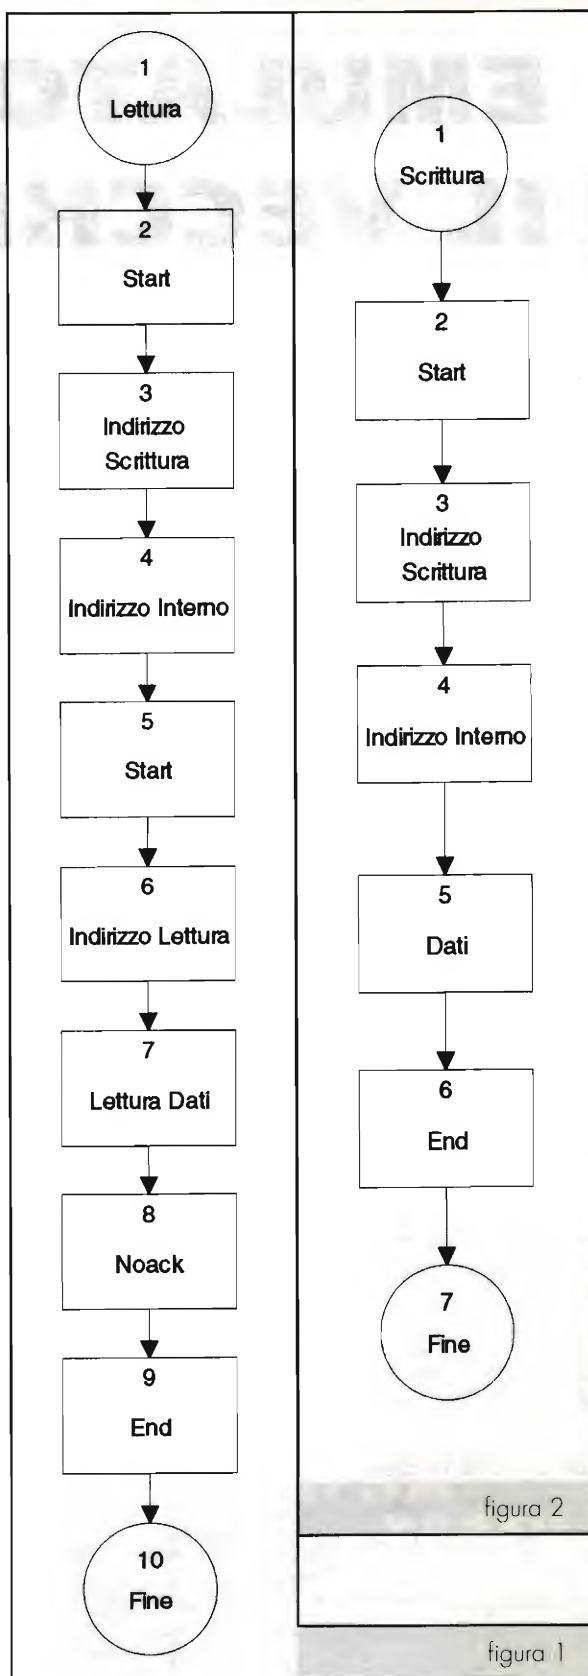 1
Lettura
2
Start
3
Indirizzo
Scrittura
4
Indirizzo Interno
5
Start
6
Indirizzo Lettura
7
Lettura Dati
8
Noack
9
End
10
Fine
figura 1
1
Scrittura
2
Start
3
Indirizzo
Scrittura
4
Indirizzo Interno
5
Dati
6
End
7
Fine
figura 2